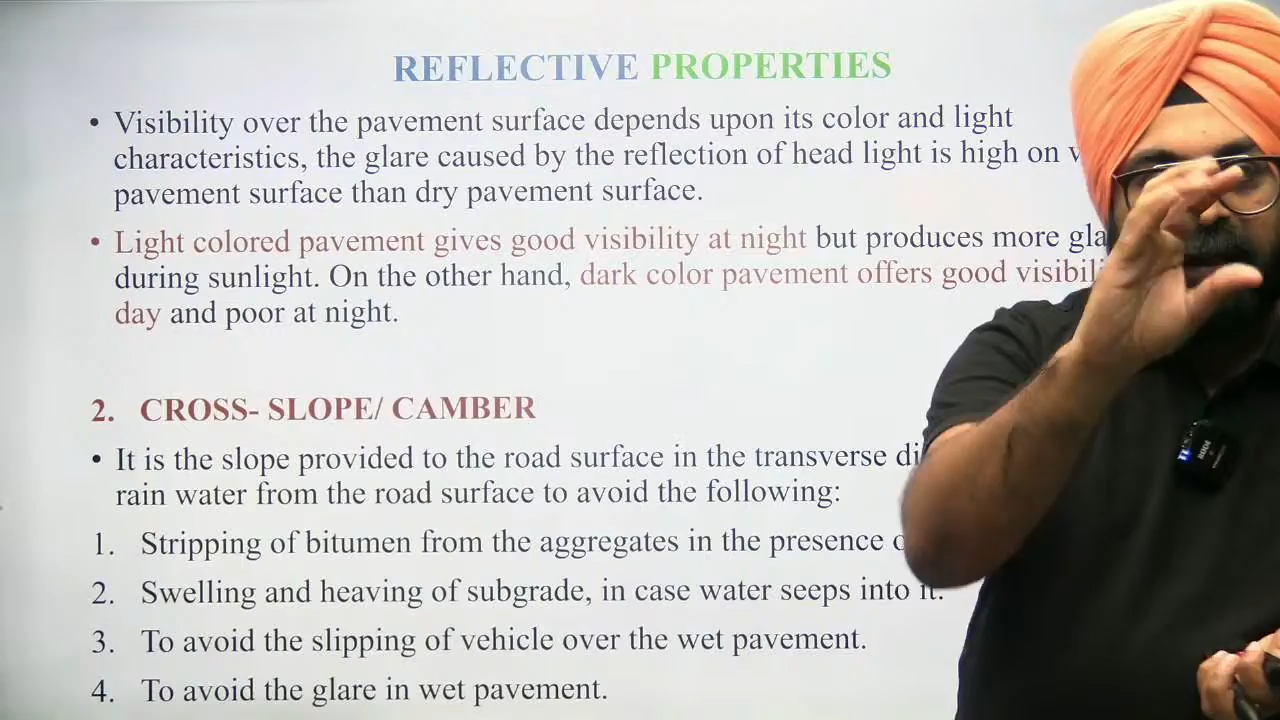 REFLECTIVE PROPERTIES
• Visibility over the pavement surface depends upon its color and light
characteristics, the glare caused by the reflection of head light is high on
pavement surface than dry pavement surface.
• Light colored pavement gives good visibility at night but produces more
during sunlight. On the other hand, dark color pavement offers good
day and poor at night.
2. CROSS- SLOPE/ CAMBER
• It is the slope provided to the road surface in the transverse
rain water from the road surface to avoid the following:
1. Stripping of bitumen from the aggregates in the presence
2. Swelling and heaving of subgrade, in case water seeps into it.
3. To avoid the slipping of vehicle over the wet pavement.
4. To avoid the glare in wet pavement.